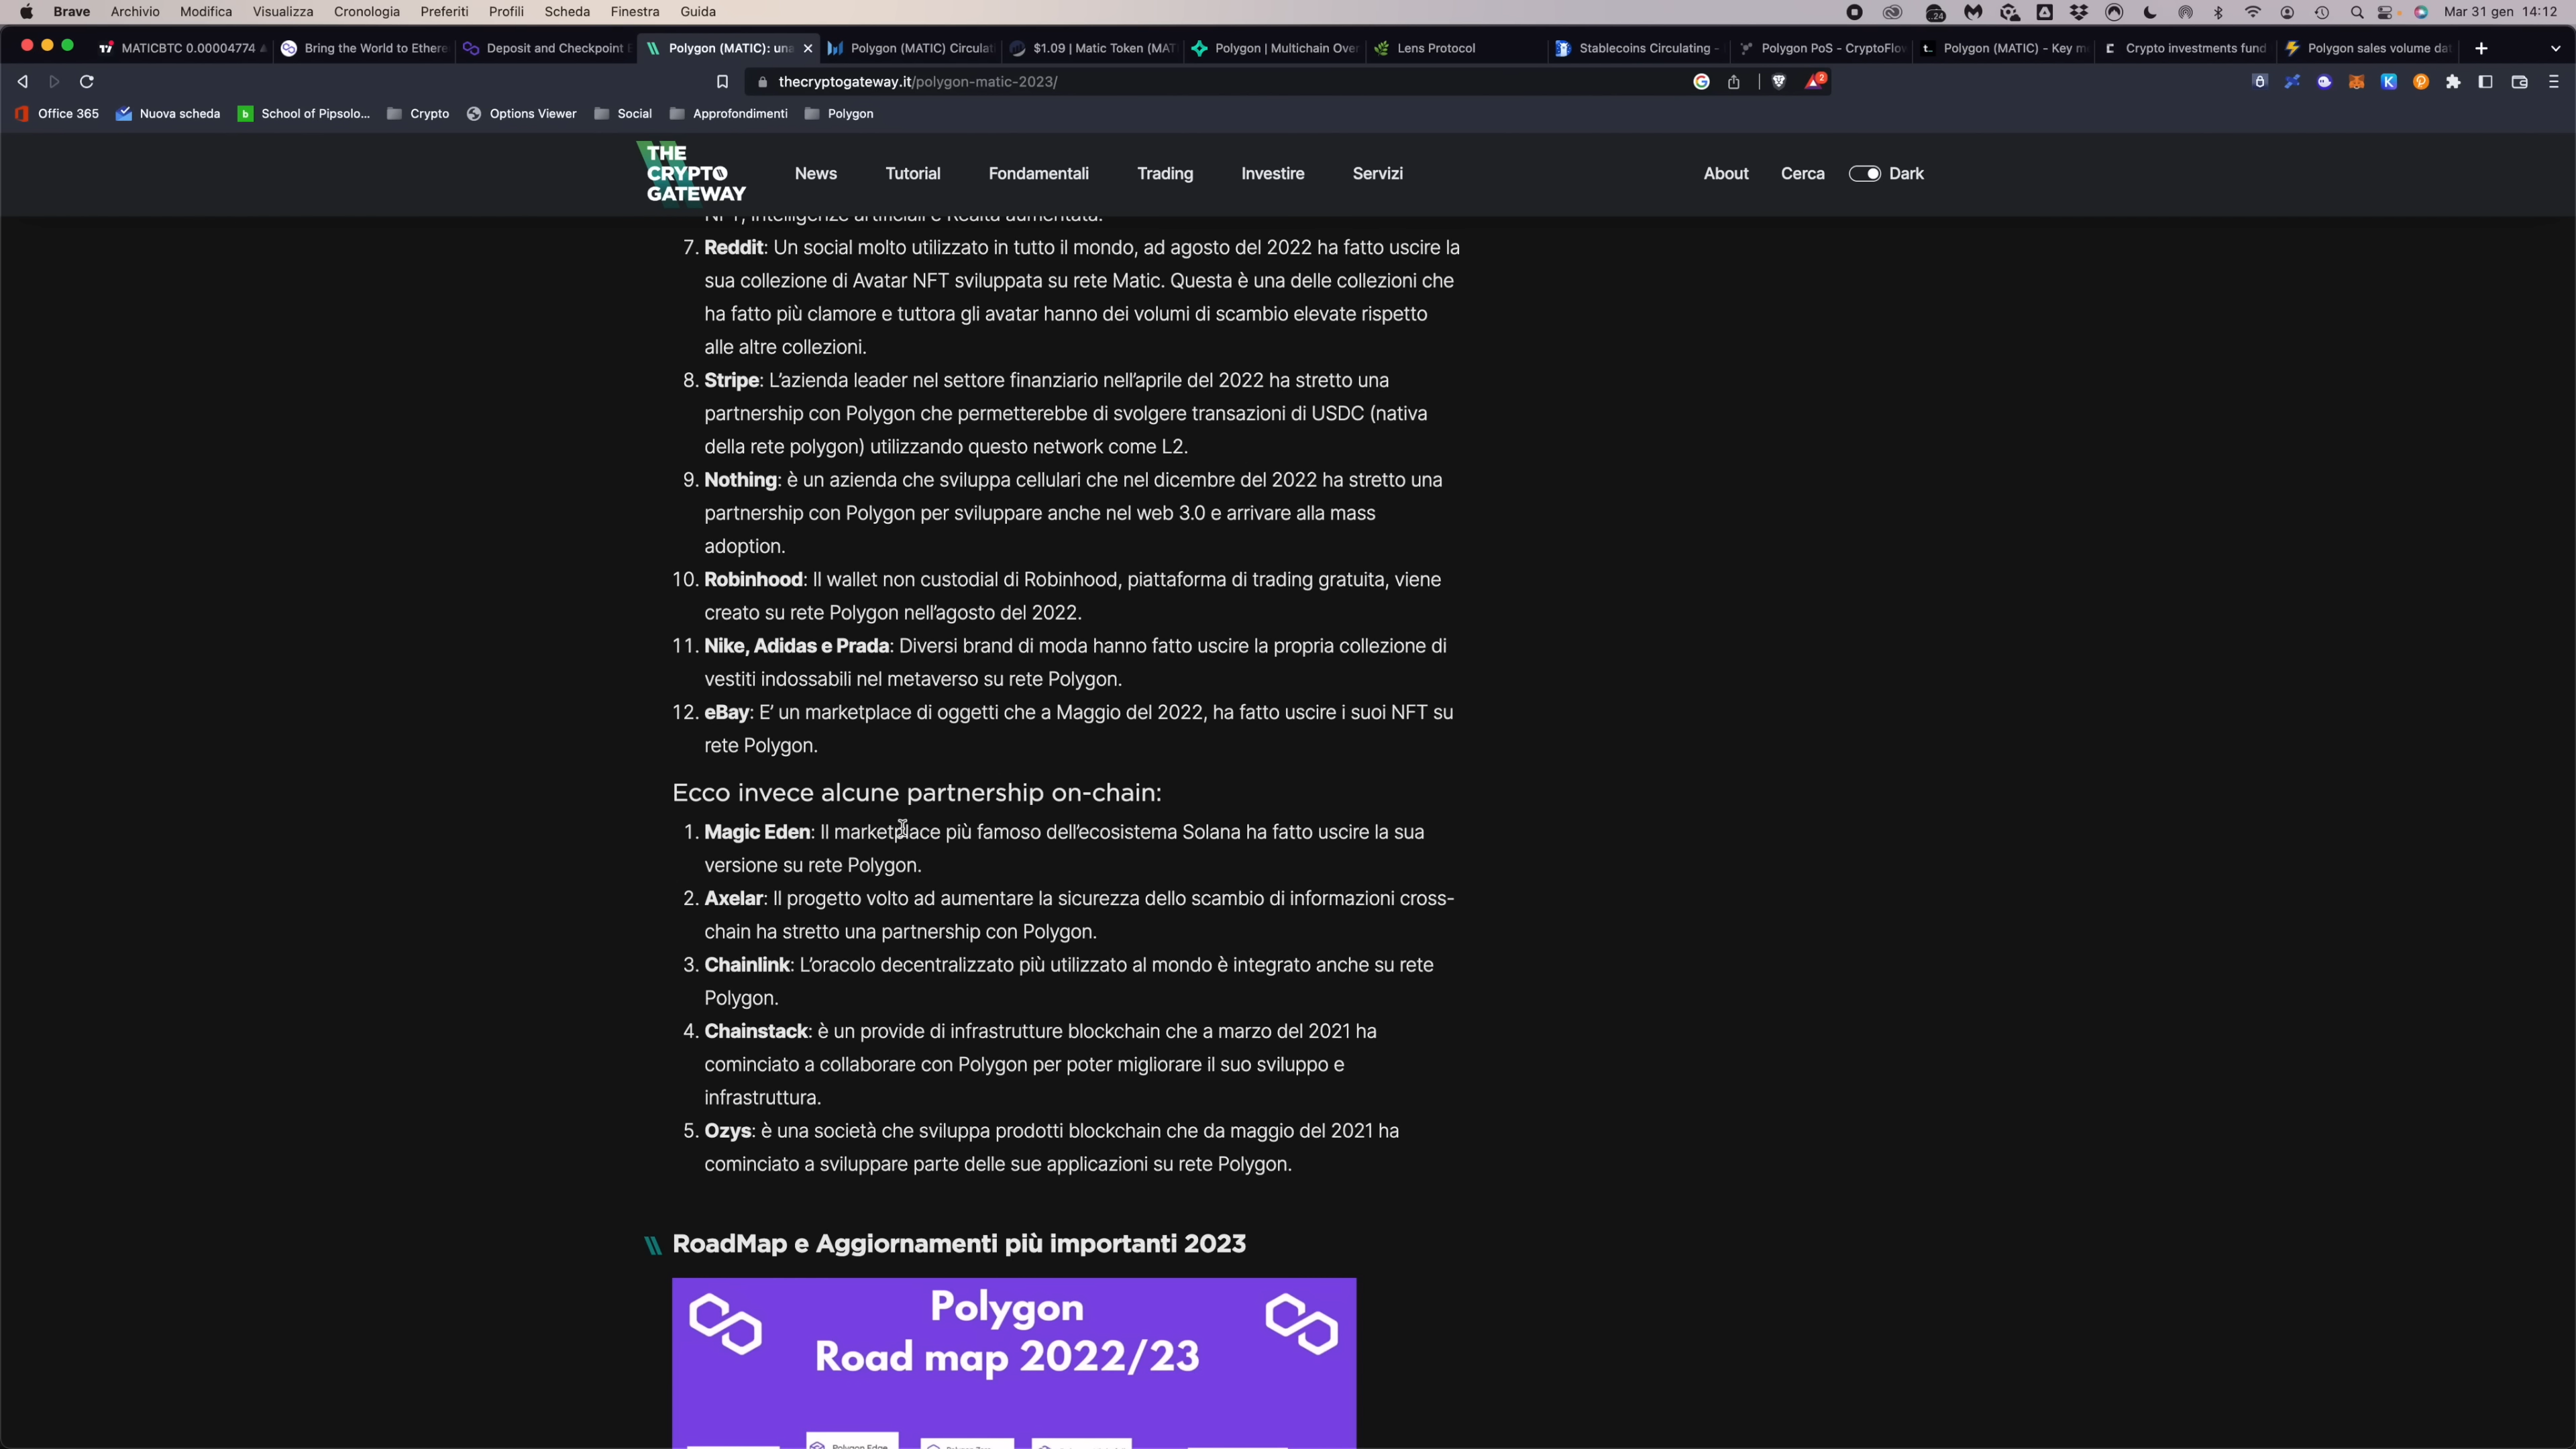 Brave Archivio Modifica Visualizza Cronologia Preferiti Profili Scheda Finestra Guida 24 Mar 31 gen 14:12
MATICBTC 0.00004774 Bring the World to Ethere Deposit and Checkpoint Polygon (MATIC): una Polygon (MATIC) Circulat $1.09 | Matic Token (MAT Polygon | Multichain Over Lens Protocol Stablecoins Circulating - Polygon PoS - CryptoFlow Polygon (MATIC) - Key m Crypto investments fund Polygon sales volume dat
thecryptogateway.it/polygon-matic-2023/ 2
Office 365 Nuova scheda School of Pipsolo... Crypto Options Viewer Social Approfondimenti Polygon
THE
CRYPTO
GATEWAY
News Tutorial Fondamentali Trading Investire Servizi About Cerca Dark
NFT, intelligenze artificiali e Realtà aumentata.
7. Reddit: Un social molto utilizzato in tutto il mondo, ad agosto del 2022 ha fatto uscire la
sua collezione di Avatar NFT sviluppata su rete Matic. Questa è una delle collezioni che
ha fatto più clamore e tuttora gli avatar hanno dei volumi di scambio elevate rispetto
alle altre collezioni.
8. Stripe: L’azienda leader nel settore finanziario nell’aprile del 2022 ha stretto una
partnership con Polygon che permetterebbe di svolgere transazioni di USDC (nativa
della rete polygon) utilizzando questo network come L2.
9. Nothing: è un azienda che sviluppa cellulari che nel dicembre del 2022 ha stretto una
partnership con Polygon per sviluppare anche nel web 3.0 e arrivare alla mass
adoption.
10. Robinhood: Il wallet non custodial di Robinhood, piattaforma di trading gratuita, viene
creato su rete Polygon nell’agosto del 2022.
11. Nike, Adidas e Prada: Diversi brand di moda hanno fatto uscire la propria collezione di
vestiti indossabili nel metaverso su rete Polygon.
12. eBay: E’ un marketplace di oggetti che a Maggio del 2022, ha fatto uscire i suoi NFT su
rete Polygon.
Ecco invece alcune partnership on-chain:
1. Magic Eden: Il marketplace più famoso dell’ecosistema Solana ha fatto uscire la sua
versione su rete Polygon.
2. Axelar: Il progetto volto ad aumentare la sicurezza dello scambio di informazioni cross-
chain ha stretto una partnership con Polygon.
3. Chainlink: L’oracolo decentralizzato più utilizzato al mondo è integrato anche su rete
Polygon.
4. Chainstack: è un provide di infrastrutture blockchain che a marzo del 2021 ha
cominciato a collaborare con Polygon per poter migliorare il suo sviluppo e
infrastruttura.
5. Ozys: è una società che sviluppa prodotti blockchain che da maggio del 2021 ha
cominciato a sviluppare parte delle sue applicazioni su rete Polygon.
RoadMap e Aggiornamenti più importanti 2023
Polygon
Road map 2022/23
Polygon Edge